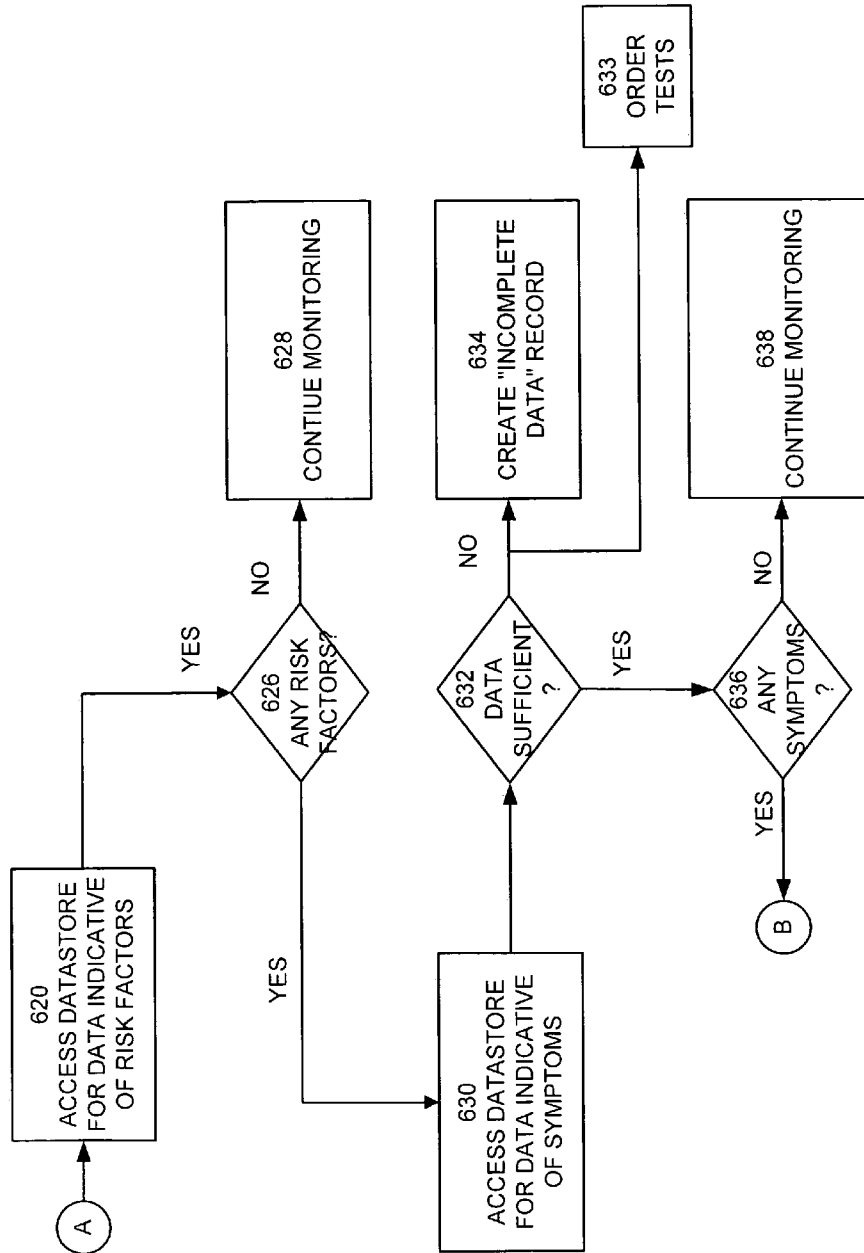 A
620
ACCESS DATASTORE
FOR DATA INDICATIVE
OF RISK FACTORS
YES
626
ANY RISK
FACTORS?
NO
628
CONTIUE MONITORING
YES
630
ACCESS DATASTORE
FOR DATA INDICATIVE
OF SYMPTOMS
632
DATA
SUFFICIENT
?
NO
634
CREATE "INCOMPLETE
DATA" RECORD
633
ORDER
TESTS
YES
636
ANY
SYMPTOMS
?
NO
638
CONTINUE MONITORING
YES
B